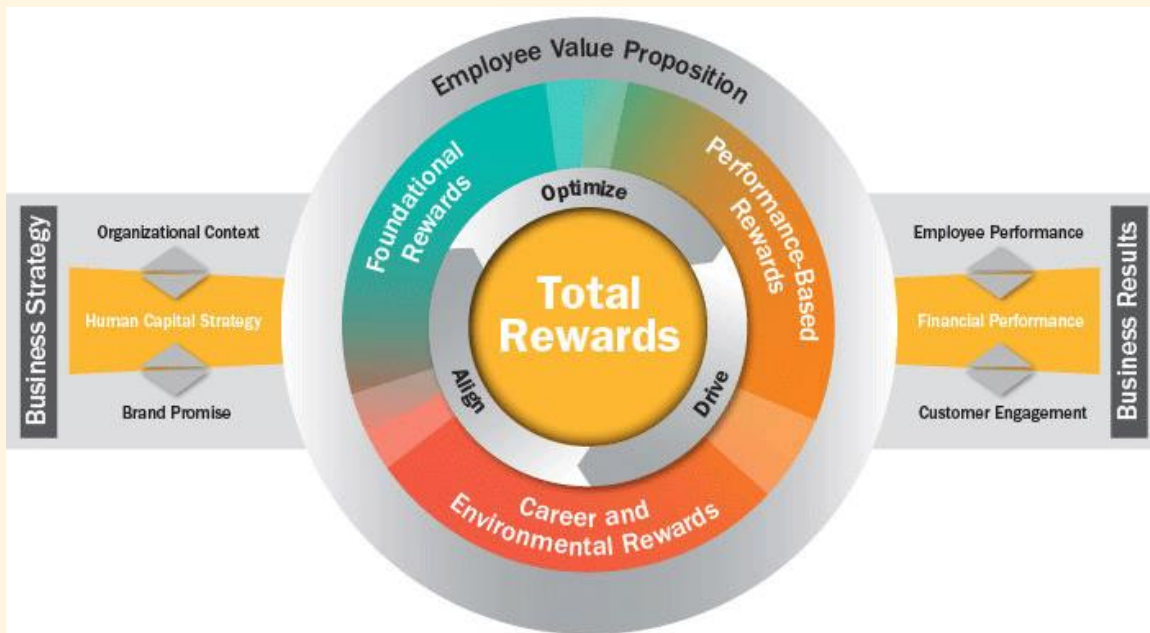 Employee Value Proposition
Foundational
Rewards
Performance-Based
Rewards
Career and
Environmental Rewards
Optimize
Drive
Align
Total
Rewards
Business Strategy
Organizational Context
Human Capital Strategy
Brand Promise
Employee Performance
Financial Performance
Customer Engagement
Business Results